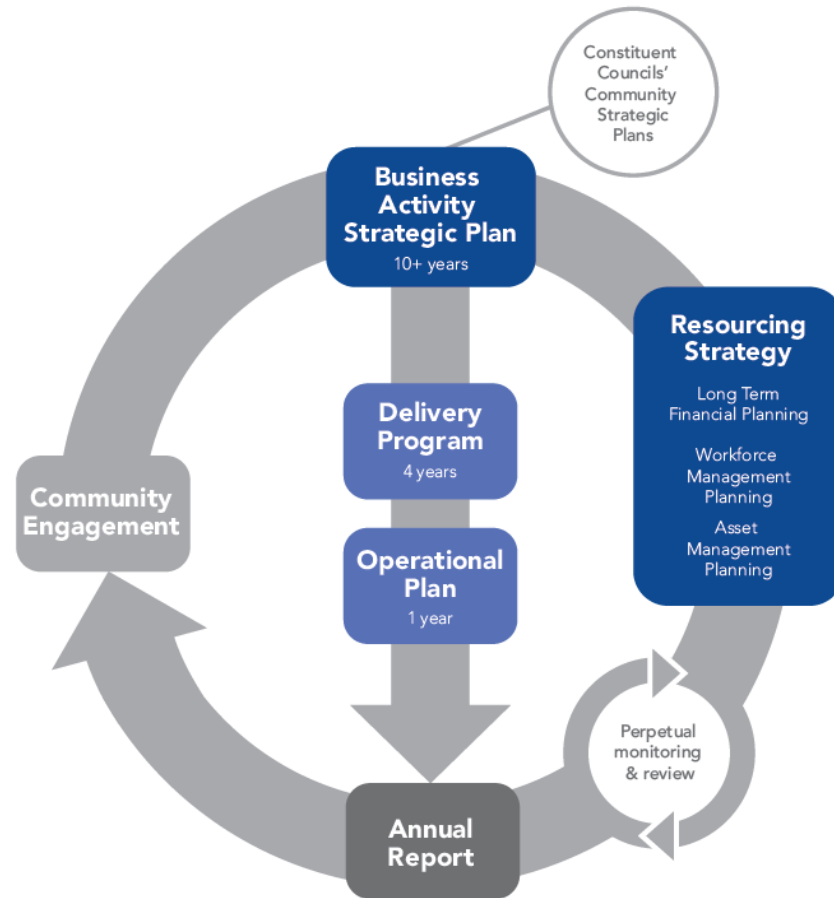 Constituent
Councils’
Community
Strategic
Plans
Business
Activity
Strategic Plan
10+ years
Resourcing
Strategy
Long Term
Financial Planning
Workforce
Management
Planning
Asset
Management
Planning
Delivery
Program
4 years
Community
Engagement
Operational
Plan
1 year
Perpetual
monitoring
& review
Annual
Report